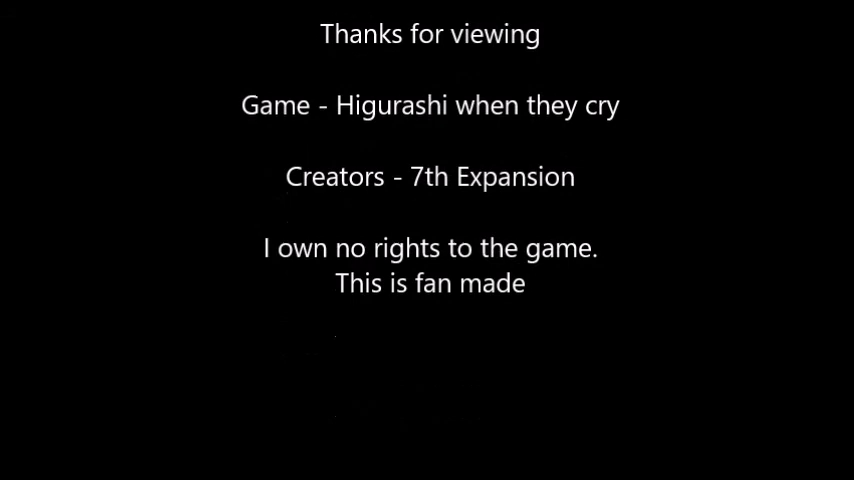 Thanks for viewing
Game - Higurashi when they cry
Creators - 7th Expansion
I own no rights to the game.
This is fan made